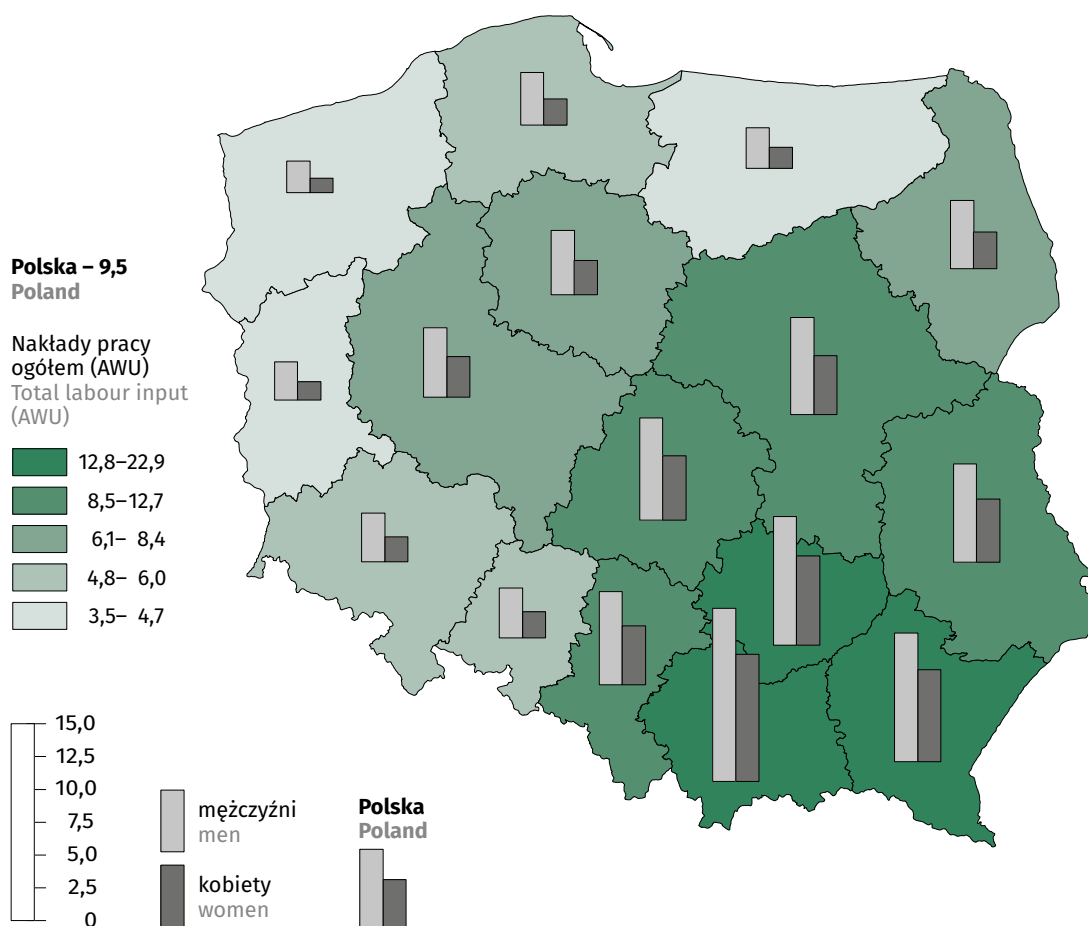 Polska – 9,5
Poland
Nakłady pracy
ogółem (AWU)
Total labour input
(AWU)
12,8–22,9
8,5–12,7
6,1– 8,4
4,8– 6,0
3,5– 4,7
15,0
12,5
10,0
7,5
5,0
2,5
0
mężczyźni
men
kobiety
women
Polska
Poland